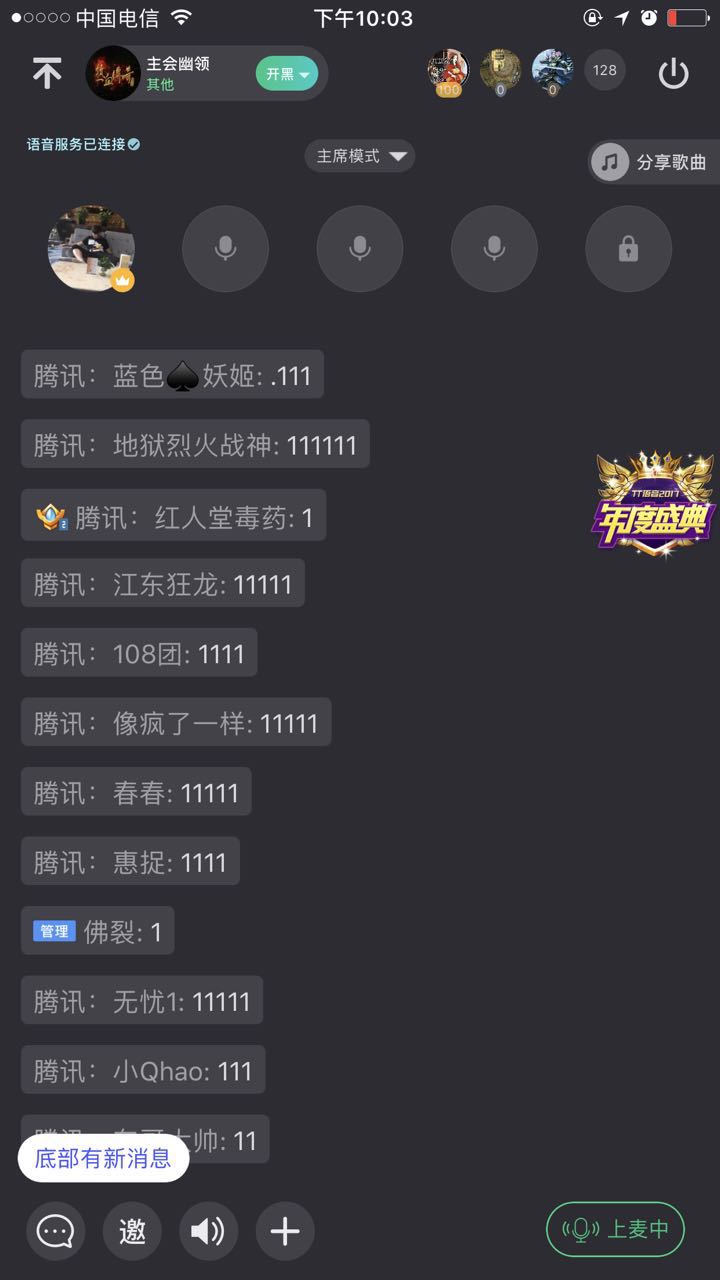 中国电信
下午10:03
主会幽领
其他
开黑
100
0
0
128
语音服务已连接
主席模式
分享歌曲
腾讯：蓝色♠妖姬: .111
腾讯：地狱烈火战神: 111111
TT语音2017
年度盛典
2 腾讯：红人堂毒药: 1
腾讯：江东狂龙: 11111
腾讯：108团: 1111
腾讯：像疯了一样: 11111
腾讯：春春: 11111
腾讯：惠捉: 1111
管理 佛裂: 1
腾讯：无忧1: 11111
腾讯：小Qhao: 111
大帅: 11
底部有新消息
邀
上麦中